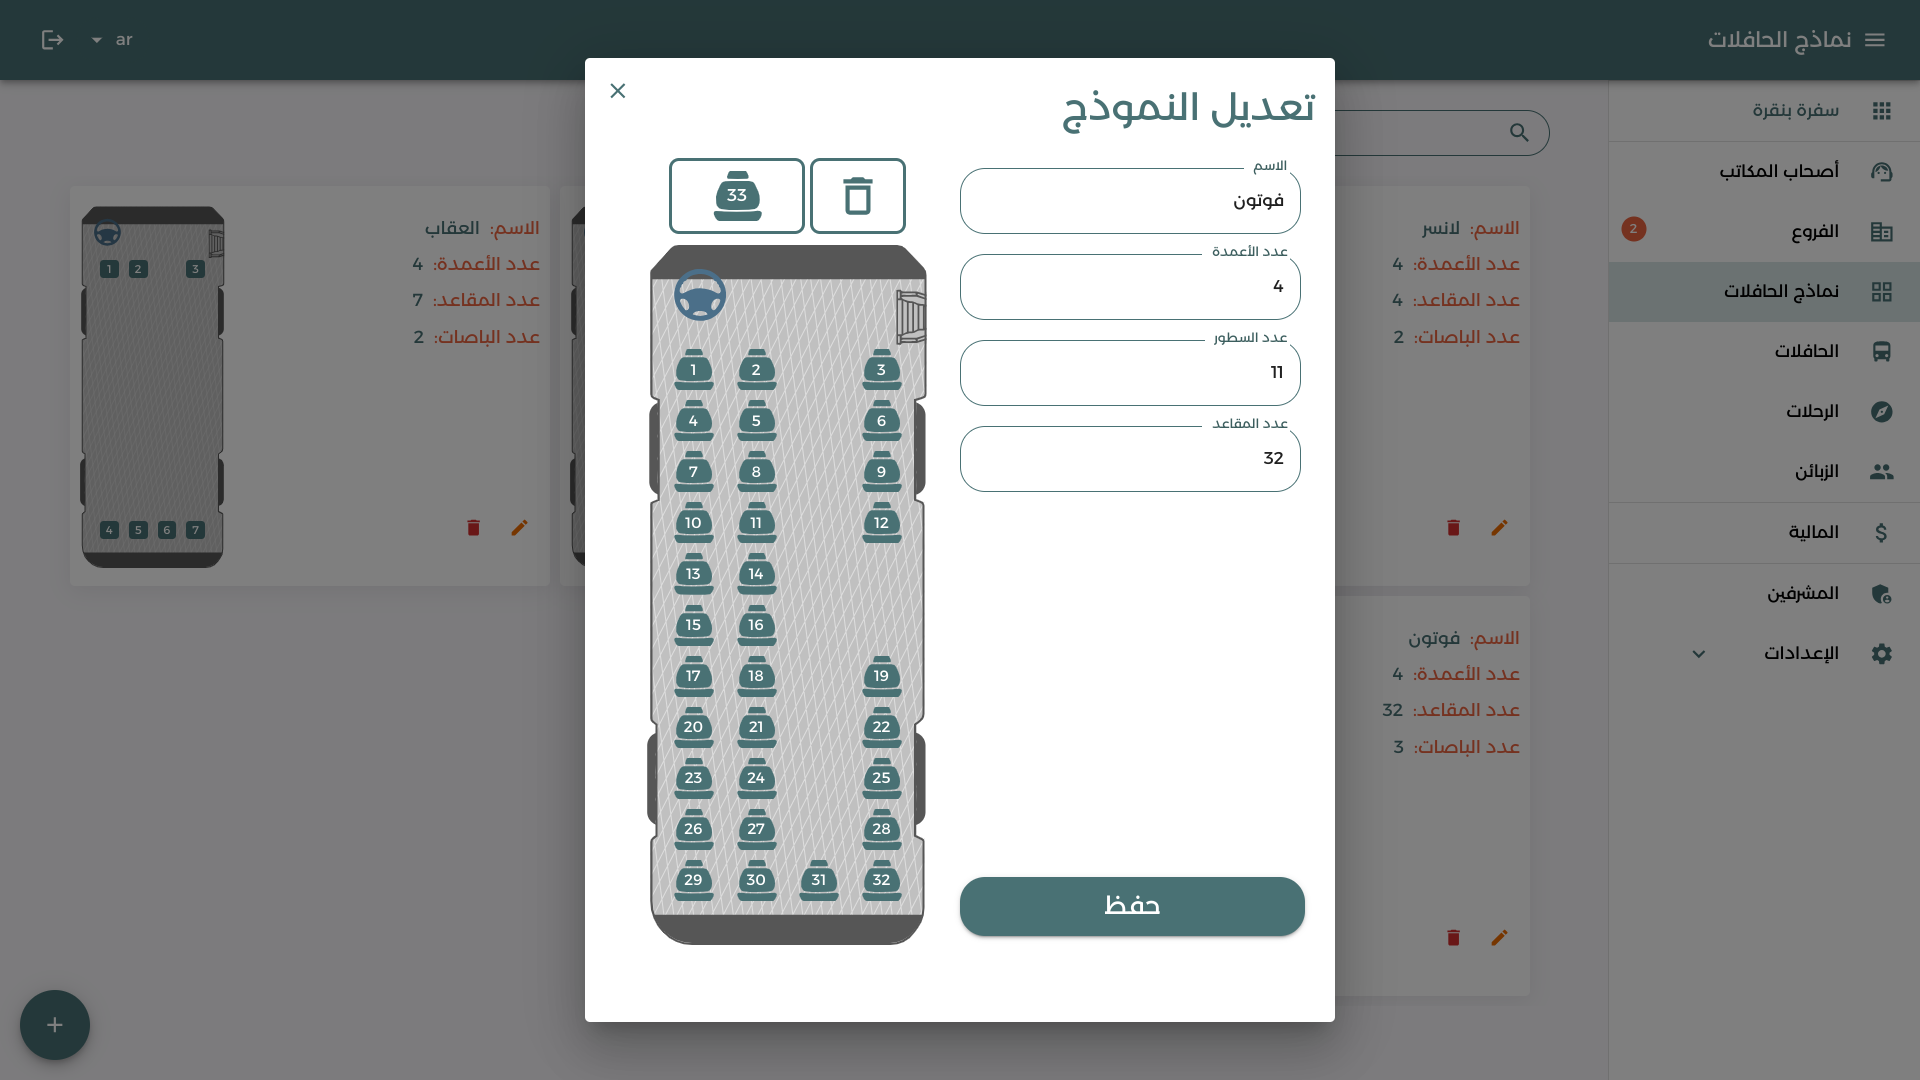 نماذج الحافلات
ar
سفرة بنقرة
أصحاب المكاتب
الفروع
2
نماذج الحافلات
الحافلات
الرحلات
الزبائن
المالية
المشرفين
الإعدادات
الاسم: لانسر
عدد الأعمدة: 4
عدد المقاعد: 4
عدد الباصات: 2
الاسم: العقاب
عدد الأعمدة: 4
عدد المقاعد: 7
عدد الباصات: 2
1 2 3
4 5 6 7
الاسم: فوتون
عدد الأعمدة: 4
عدد المقاعد: 32
عدد الباصات: 3
تعديل النموذج
الاسم
فوتون
عدد الأعمدة
4
عدد السطور
11
عدد المقاعد
32
حفظ
33
1 2 3
4 5 6
7 8 9
10 11 12
13 14
15 16
17 18 19
20 21 22
23 24 25
26 27 28
29 30 31 32